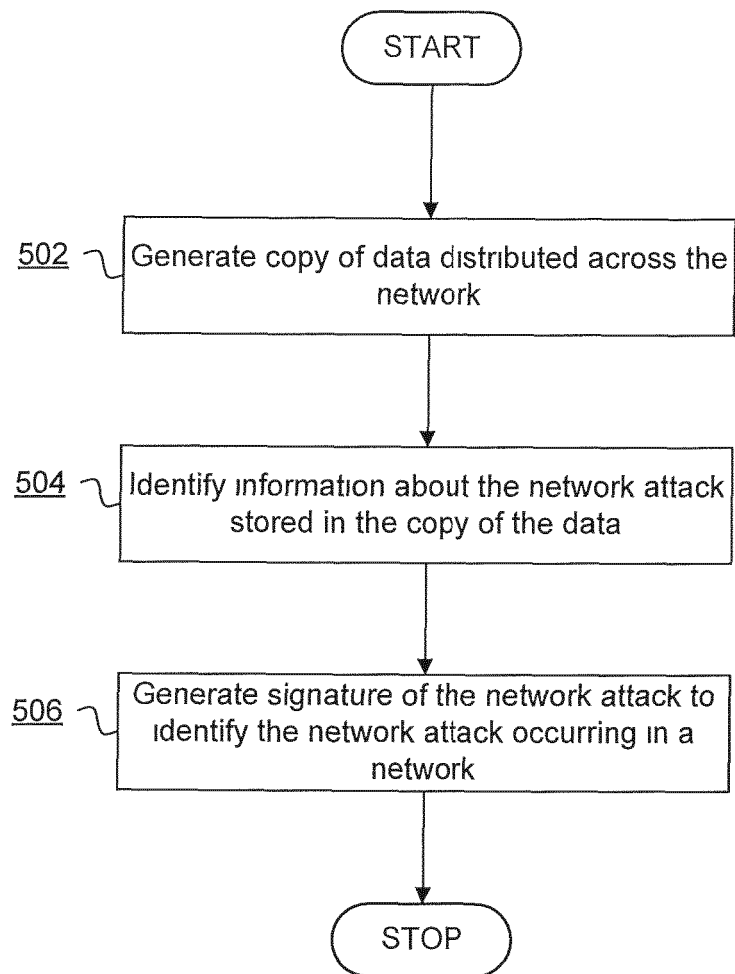 START
502
Generate copy of data distributed across the
network
504
Identify information about the network attack
stored in the copy of the data
506
Generate signature of the network attack to
identify the network attack occurring in a
network
STOP